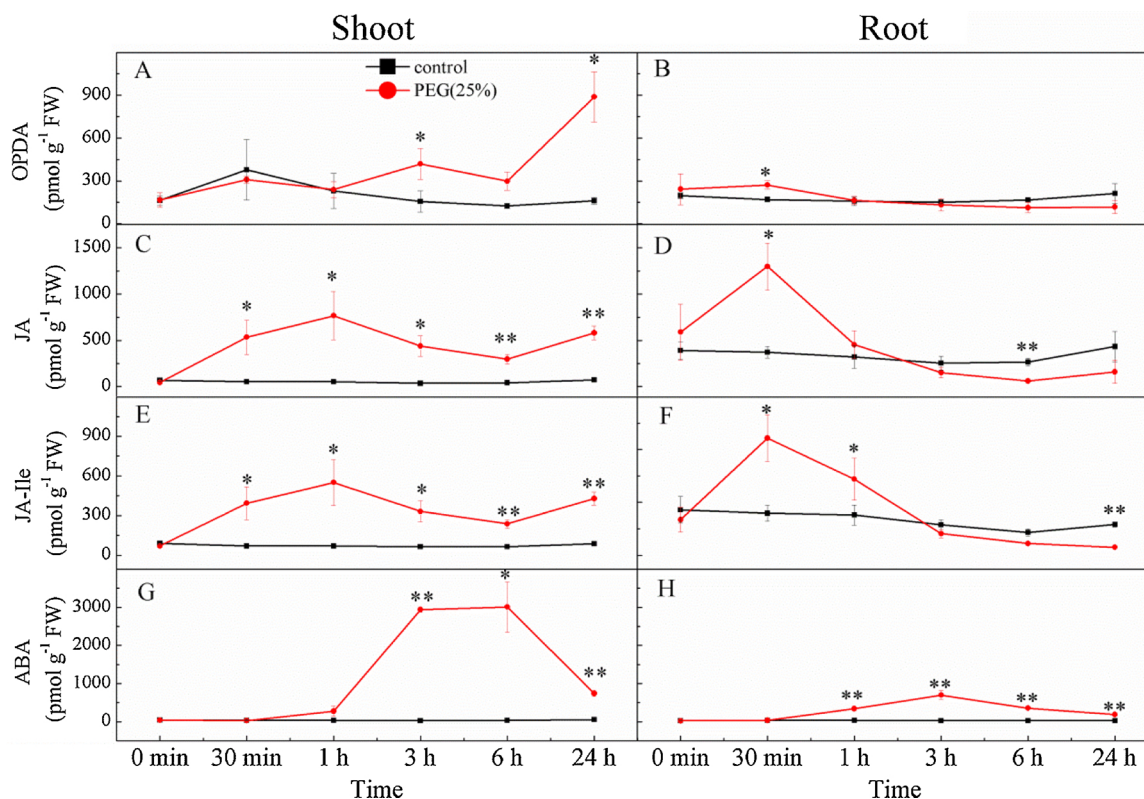 Shoot
Root
A
control
PEG(25%)
*
*
B
*
OPDA
(pmol g⁻¹ FW)
900
600
300
0
C
*
*
*
**
**
D
*
**
JA
(pmol g⁻¹ FW)
1500
1000
500
0
E
*
*
*
**
**
F
*
*
**
JA-Ile
(pmol g⁻¹ FW)
900
600
300
0
G
**
*
**
H
**
**
**
**
ABA
(pmol g⁻¹ FW)
3000
2000
1000
0
0 min 30 min 1 h 3 h 6 h 24 h
0 min 30 min 1 h 3 h 6 h 24 h
Time
Time